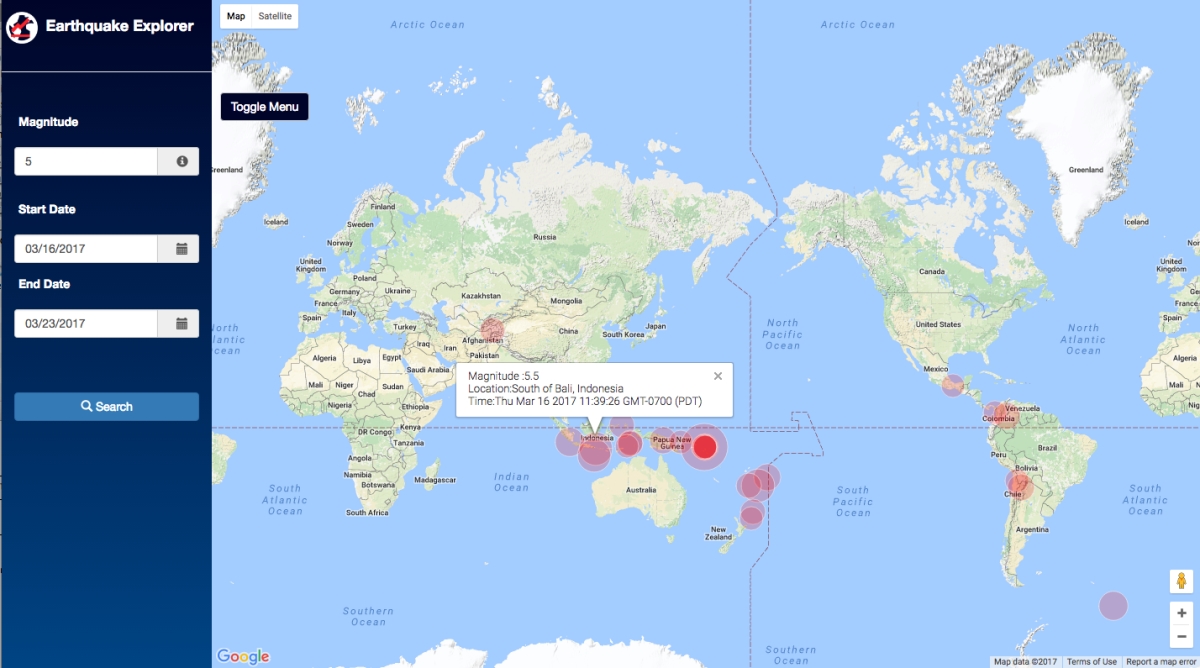 Earthquake Explorer
Magnitude
5
Start Date
03/16/2017
End Date
03/23/2017
Search
Map
Satellite
Toggle Menu
Arctic Ocean
Arctic Ocean
Greenland
Iceland
Finland
Sweden
Norway
Russia
United
Kingdom
Poland
Germany
Ukraine
France
Italy
Spain
Turkey
Kazakhstan
Mongolia
China
South Korea
Japan
Afghanistan
Pakistan
Iraq
Iran
Saudi Arabia
Egypt
Libya
Algeria
Mali
Niger
Chad
Sudan
Nigeria
Ethiopia
Kenya
DR Congo
Tanzania
Angola
Namibia
Botswana
South Africa
Madagascar
Magnitude :5.5
Location:South of Bali, Indonesia
Time:Thu Mar 16 2017 11:39:26 GMT-0700 (PDT)
Indonesia
Papua New
Guinea
Australia
New
Zealand
Indian
Ocean
South
Atlantic
Ocean
Southern
Ocean
North
Pacific
Ocean
South
Pacific
Ocean
Southern
Ocean
Canada
United States
Mexico
Venezuela
Colombia
Peru
Brazil
Bolivia
Chile
Argentina
North
Atlantic
Ocean
South
Atlantic
Ocean
Greenland
Iceland
United
Kingdom
France
Spain
Algeria
Mali
Google
Map data ©2017
Terms of Use
Report a map error